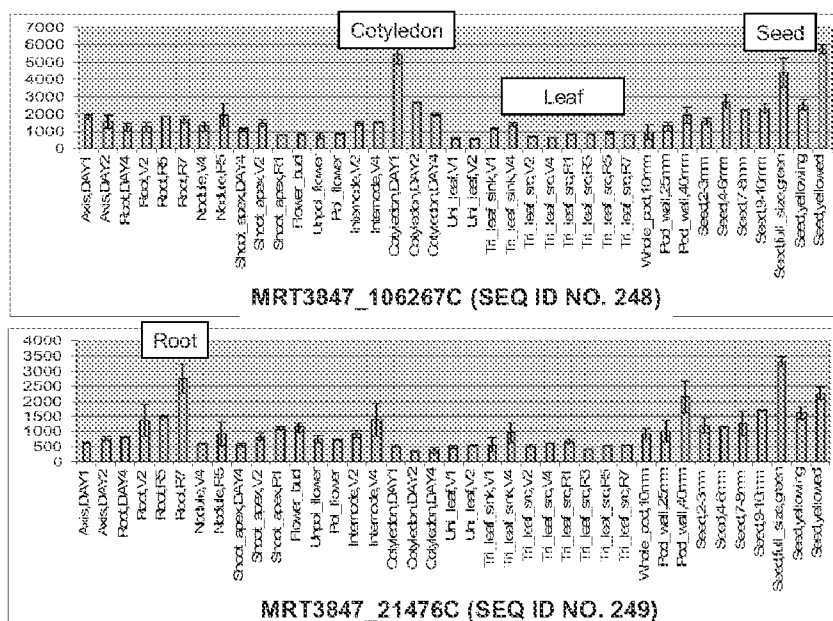 Cotyledon
Seed
Leaf
7000
6000
5000
4000
3000
2000
1000
0
Axis,DAY1
Axis,DAY2
Root,DAY4
Root,V2
Root,R5
Root,R7
Nodule,V4
Nodule,R5
Shoot_apex,DAY4
Shoot_apex,V2
Shoot_apex,R1
Flower_bud
Unpol_flower
Pol_flower
Internode,V2
Internode,V4
Cotyledon,DAY1
Cotyledon,DAY2
Cotyledon,DAY4
Uni_leaf,V1
Uni_leaf,V2
Tri_leaf_sink,V1
Tri_leaf_sink,V4
Tri_leaf_src,V2
Tri_leaf_src,V4
Tri_leaf_src,R1
Tri_leaf_src,R3
Tri_leaf_src,R5
Tri_leaf_src,R7
Whole_pod,10mm
Pod_wall,25mm
Pod_wall,40mm
Seed,2-3mm
Seed,4-6mm
Seed,7-8mm
Seed,9-10mm
Seed,full_size,green
Seed,yellowing
Seed,yellowed
MRT3847_106267C (SEQ ID NO. 248)
Root
4000
3500
3000
2500
2000
1500
1000
500
0
Axis,DAY1
Axis,DAY2
Root,DAY4
Root,V2
Root,R5
Root,R7
Nodule,V4
Nodule,R5
Shoot_apex,DAY4
Shoot_apex,V2
Shoot_apex,R1
Flower_bud
Unpol_flower
Pol_flower
Internode,V2
Internode,V4
Cotyledon,DAY1
Cotyledon,DAY2
Cotyledon,DAY4
Uni_leaf,V1
Uni_leaf,V2
Tri_leaf_sink,V1
Tri_leaf_sink,V4
Tri_leaf_src,V2
Tri_leaf_src,V4
Tri_leaf_src,R1
Tri_leaf_src,R3
Tri_leaf_src,R5
Tri_leaf_src,R7
Whole_pod,10mm
Pod_wall,25mm
Pod_wall,40mm
Seed,2-3mm
Seed,4-6mm
Seed,7-8mm
Seed,9-10mm
Seed,full_size,green
Seed,yellowing
Seed,yellowed
MRT3847_21476C (SEQ ID NO. 249)